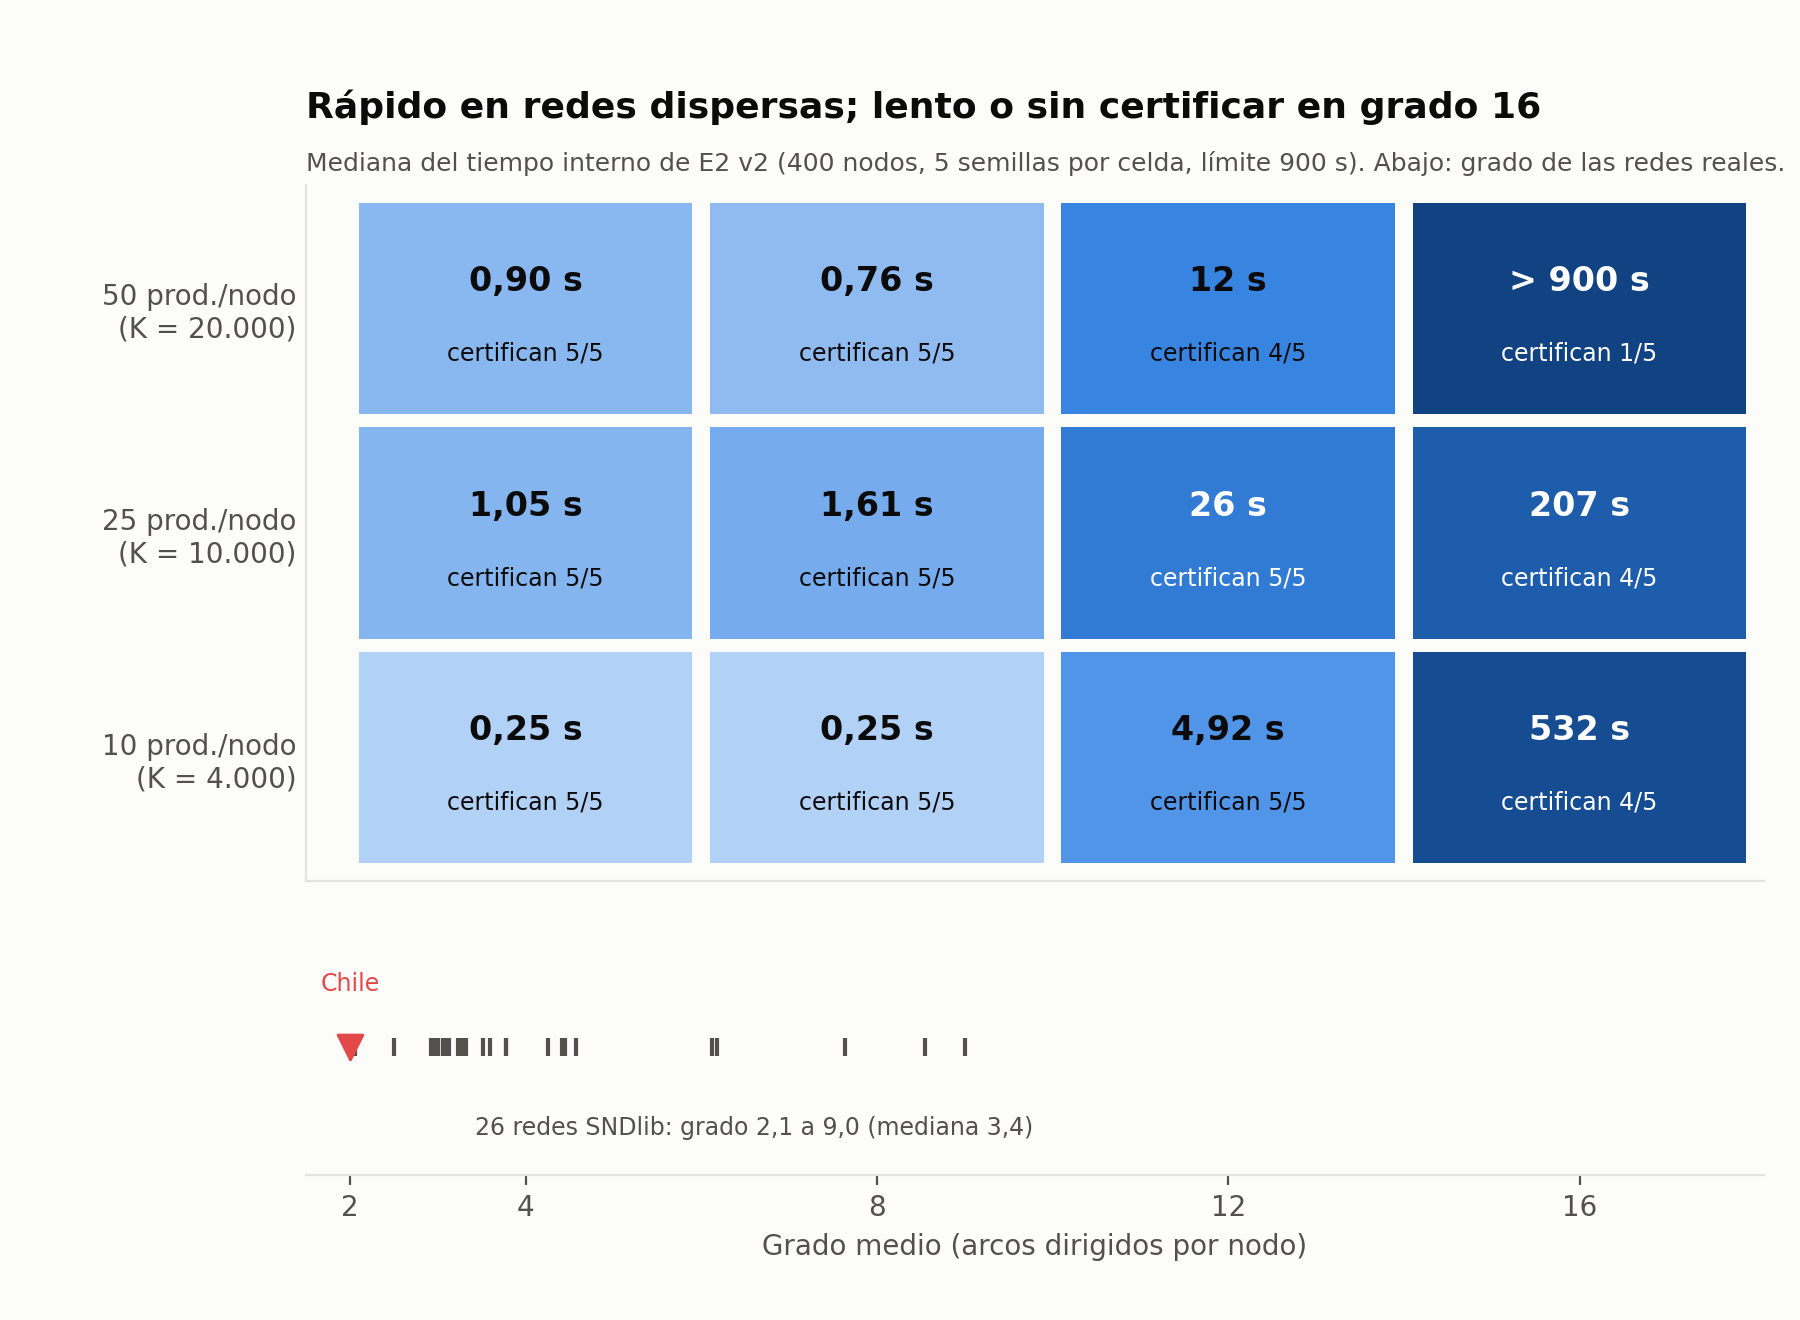 Rápido en redes dispersas; lento o sin certificar en grado 16
Mediana del tiempo interno de E2 v2 (400 nodos, 5 semillas por celda, límite 900 s). Abajo: grado de las redes reales.
50 prod./nodo
(K = 20.000)
0,90 s
certifican 5/5
0,76 s
certifican 5/5
12 s
certifican 4/5
> 900 s
certifican 1/5
25 prod./nodo
(K = 10.000)
1,05 s
certifican 5/5
1,61 s
certifican 5/5
26 s
certifican 5/5
207 s
certifican 4/5
10 prod./nodo
(K = 4.000)
0,25 s
certifican 5/5
0,25 s
certifican 5/5
4,92 s
certifican 5/5
532 s
certifican 4/5
Chile
26 redes SNDlib: grado 2,1 a 9,0 (mediana 3,4)
2 4 8 12 16
Grado medio (arcos dirigidos por nodo)